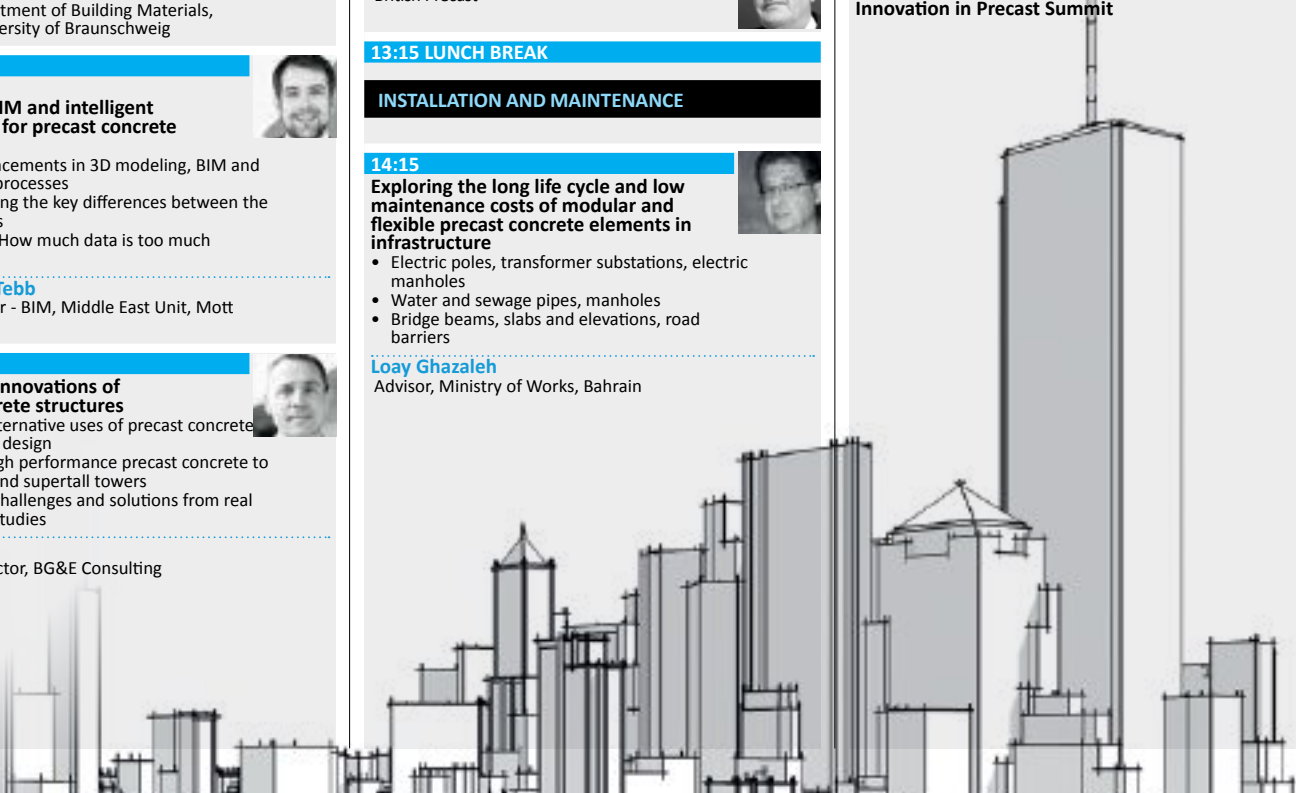 tment of Building Materials,
ersity of Braunschweig
IM and intelligent
for precast concrete
cements in 3D modeling, BIM and
processes
ng the key differences between the
s
How much data is too much
Tebb
r - BIM, Middle East Unit, Mott
nnovations of
rete structures
ternative uses of precast concrete
design
gh performance precast concrete to
nd supertall towers
hallenges and solutions from real
tudies
ctor, BG&E Consulting
13:15 LUNCH BREAK
INSTALLATION AND MAINTENANCE
14:15
Exploring the long life cycle and low
maintenance costs of modular and
flexible precast concrete elements in
infrastructure
• Electric poles, transformer substations, electric
manholes
• Water and sewage pipes, manholes
• Bridge beams, slabs and elevations, road
barriers
Loay Ghazaleh
Advisor, Ministry of Works, Bahrain
Innovation in Precast Summit